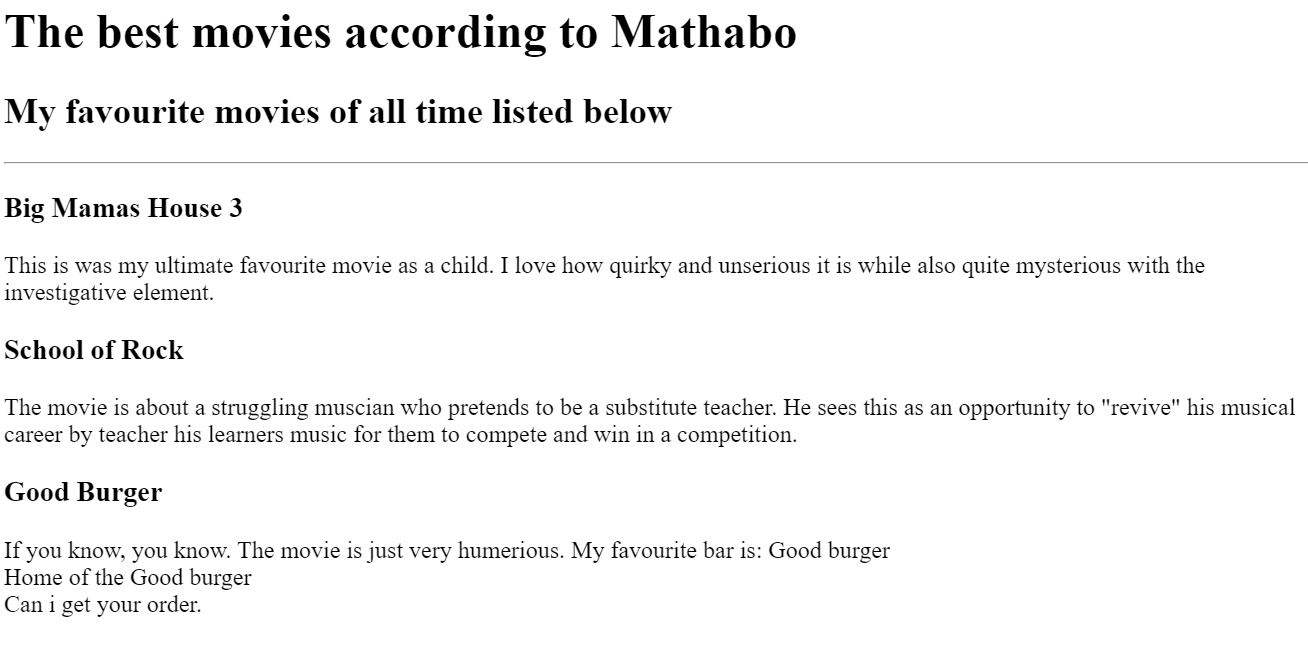 The best movies according to Mathabo
My favourite movies of all time listed below
Big Mamas House 3
This is was my ultimate favourite movie as a child. I love how quirky and unserious it is while also quite mysterious with the
investigative element.
School of Rock
The movie is about a struggling muscian who pretends to be a substitute teacher. He sees this as an opportunity to "revive" his musical
career by teacher his learners music for them to compete and win in a competition.
Good Burger
If you know, you know. The movie is just very humerious. My favourite bar is: Good burger
Home of the Good burger
Can i get your order.